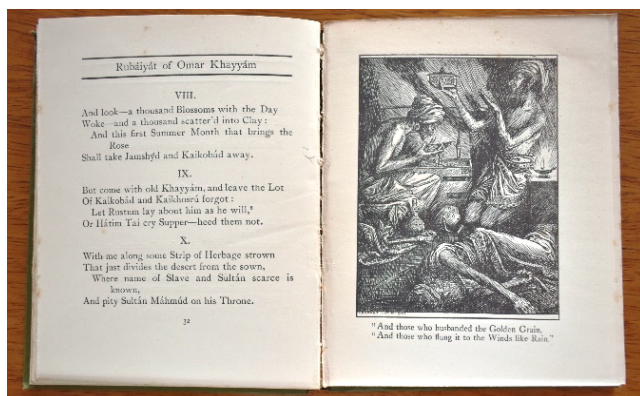 Rubáiyát of Omar Khayyám
VIII.
And look—a thousand Blossoms with the Day
Woke—and a thousand scatter'd into Clay :
And this first Summer Month that brings the
Rose
Shall take Jamshýd and Kaikobád away.
IX.
But come with old Khayyám, and leave the Lot
Of Kaikobád and Kaikhosrú forgot :
Let Rustum lay about him as he will,
Or Hátim Tai cry Supper—heed them not.
X.
With me along some Strip of Herbage strown
That just divides the desert from the sown,
Where name of Slave and Sultán scarce is
known,
And pity Sultán Máhmúd on his Throne.
32
"And those who husbanded the Golden Grain,
"And those who flung it to the Winds like Rain."